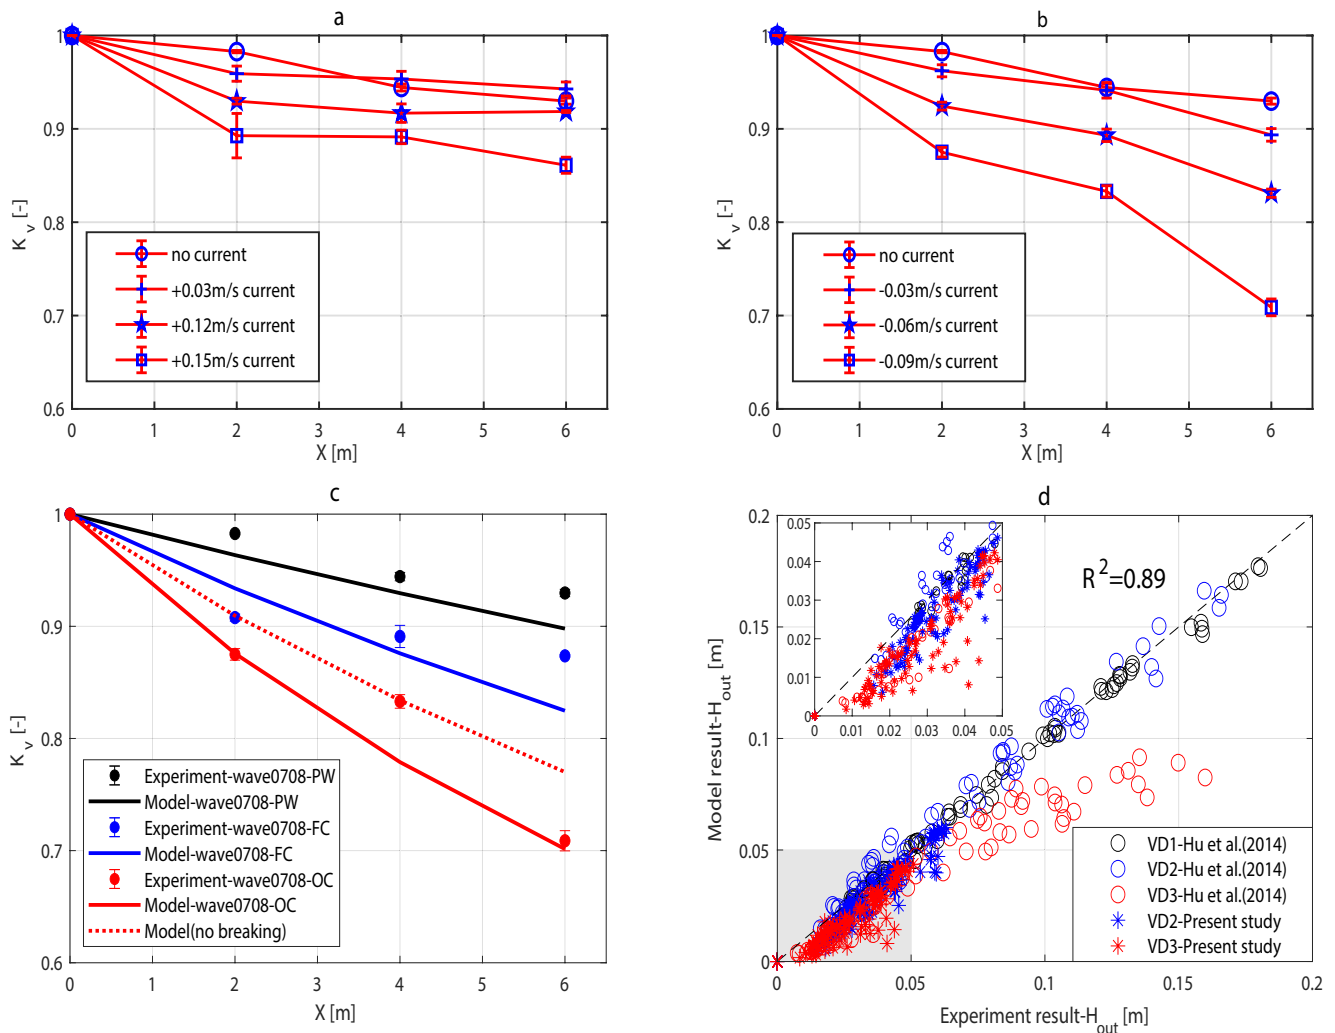 a
1
0.9
0.8
0.7
0.6
K_v [-]
0
1
2
3
4
5
6
X [m]
no current
+0.03m/s current
+0.12m/s current
+0.15m/s current
b
1
0.9
0.8
0.7
0.6
K_v [-]
0
1
2
3
4
5
6
X [m]
no current
-0.03m/s current
-0.06m/s current
-0.09m/s current
c
1
0.9
0.8
0.7
0.6
K_v [-]
0
1
2
3
4
5
6
X [m]
Experiment-wave0708-PW
Model-wave0708-PW
Experiment-wave0708-FC
Model-wave0708-FC
Experiment-wave0708-OC
Model-wave0708-OC
Model(no breaking)
d
0.2
0.15
0.1
0.05
0
Model result-H_out [m]
0
0.05
0.1
0.15
0.2
Experiment result-H_out [m]
0.05
0.04
0.03
0.02
0.01
0
0
0.01
0.02
0.03
0.04
0.05
R²=0.89
VD1-Hu et al.(2014)
VD2-Hu et al.(2014)
VD3-Hu et al.(2014)
VD2-Present study
VD3-Present study